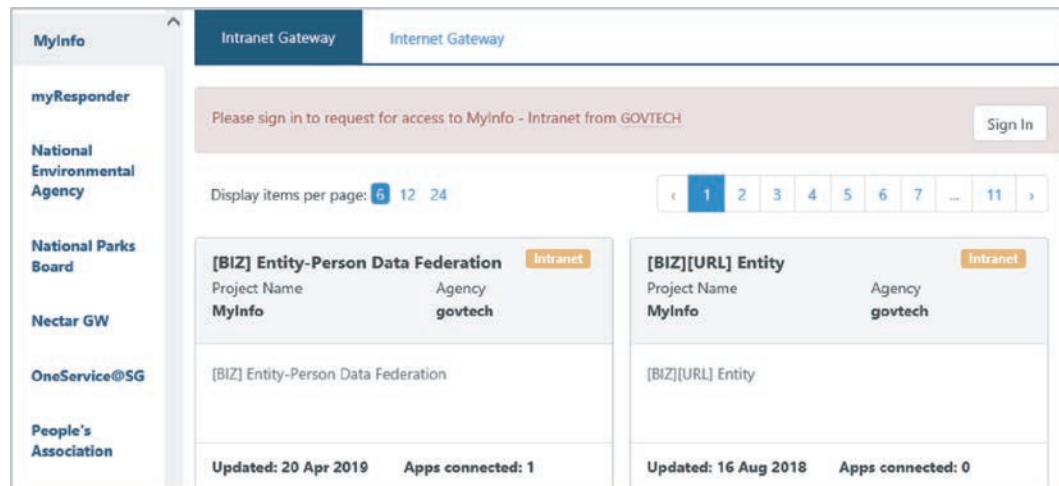 MyInfo
myResponder
National
Environmental
Agency
National Parks
Board
Nectar GW
OneService@SG
People's
Association
Intranet Gateway
Internet Gateway
Please sign in to request for access to MyInfo - Intranet from GOVTECH
Sign In
Display items per page: 6 12 24
‹ 1 2 3 4 5 6 7 ... 11 ›
[BIZ] Entity-Person Data Federation
Intranet
Project Name
Agency
MyInfo
govtech
[BIZ] Entity-Person Data Federation
Updated: 20 Apr 2019
Apps connected: 1
[BIZ][URL] Entity
Intranet
Project Name
Agency
MyInfo
govtech
[BIZ][URL] Entity
Updated: 16 Aug 2018
Apps connected: 0